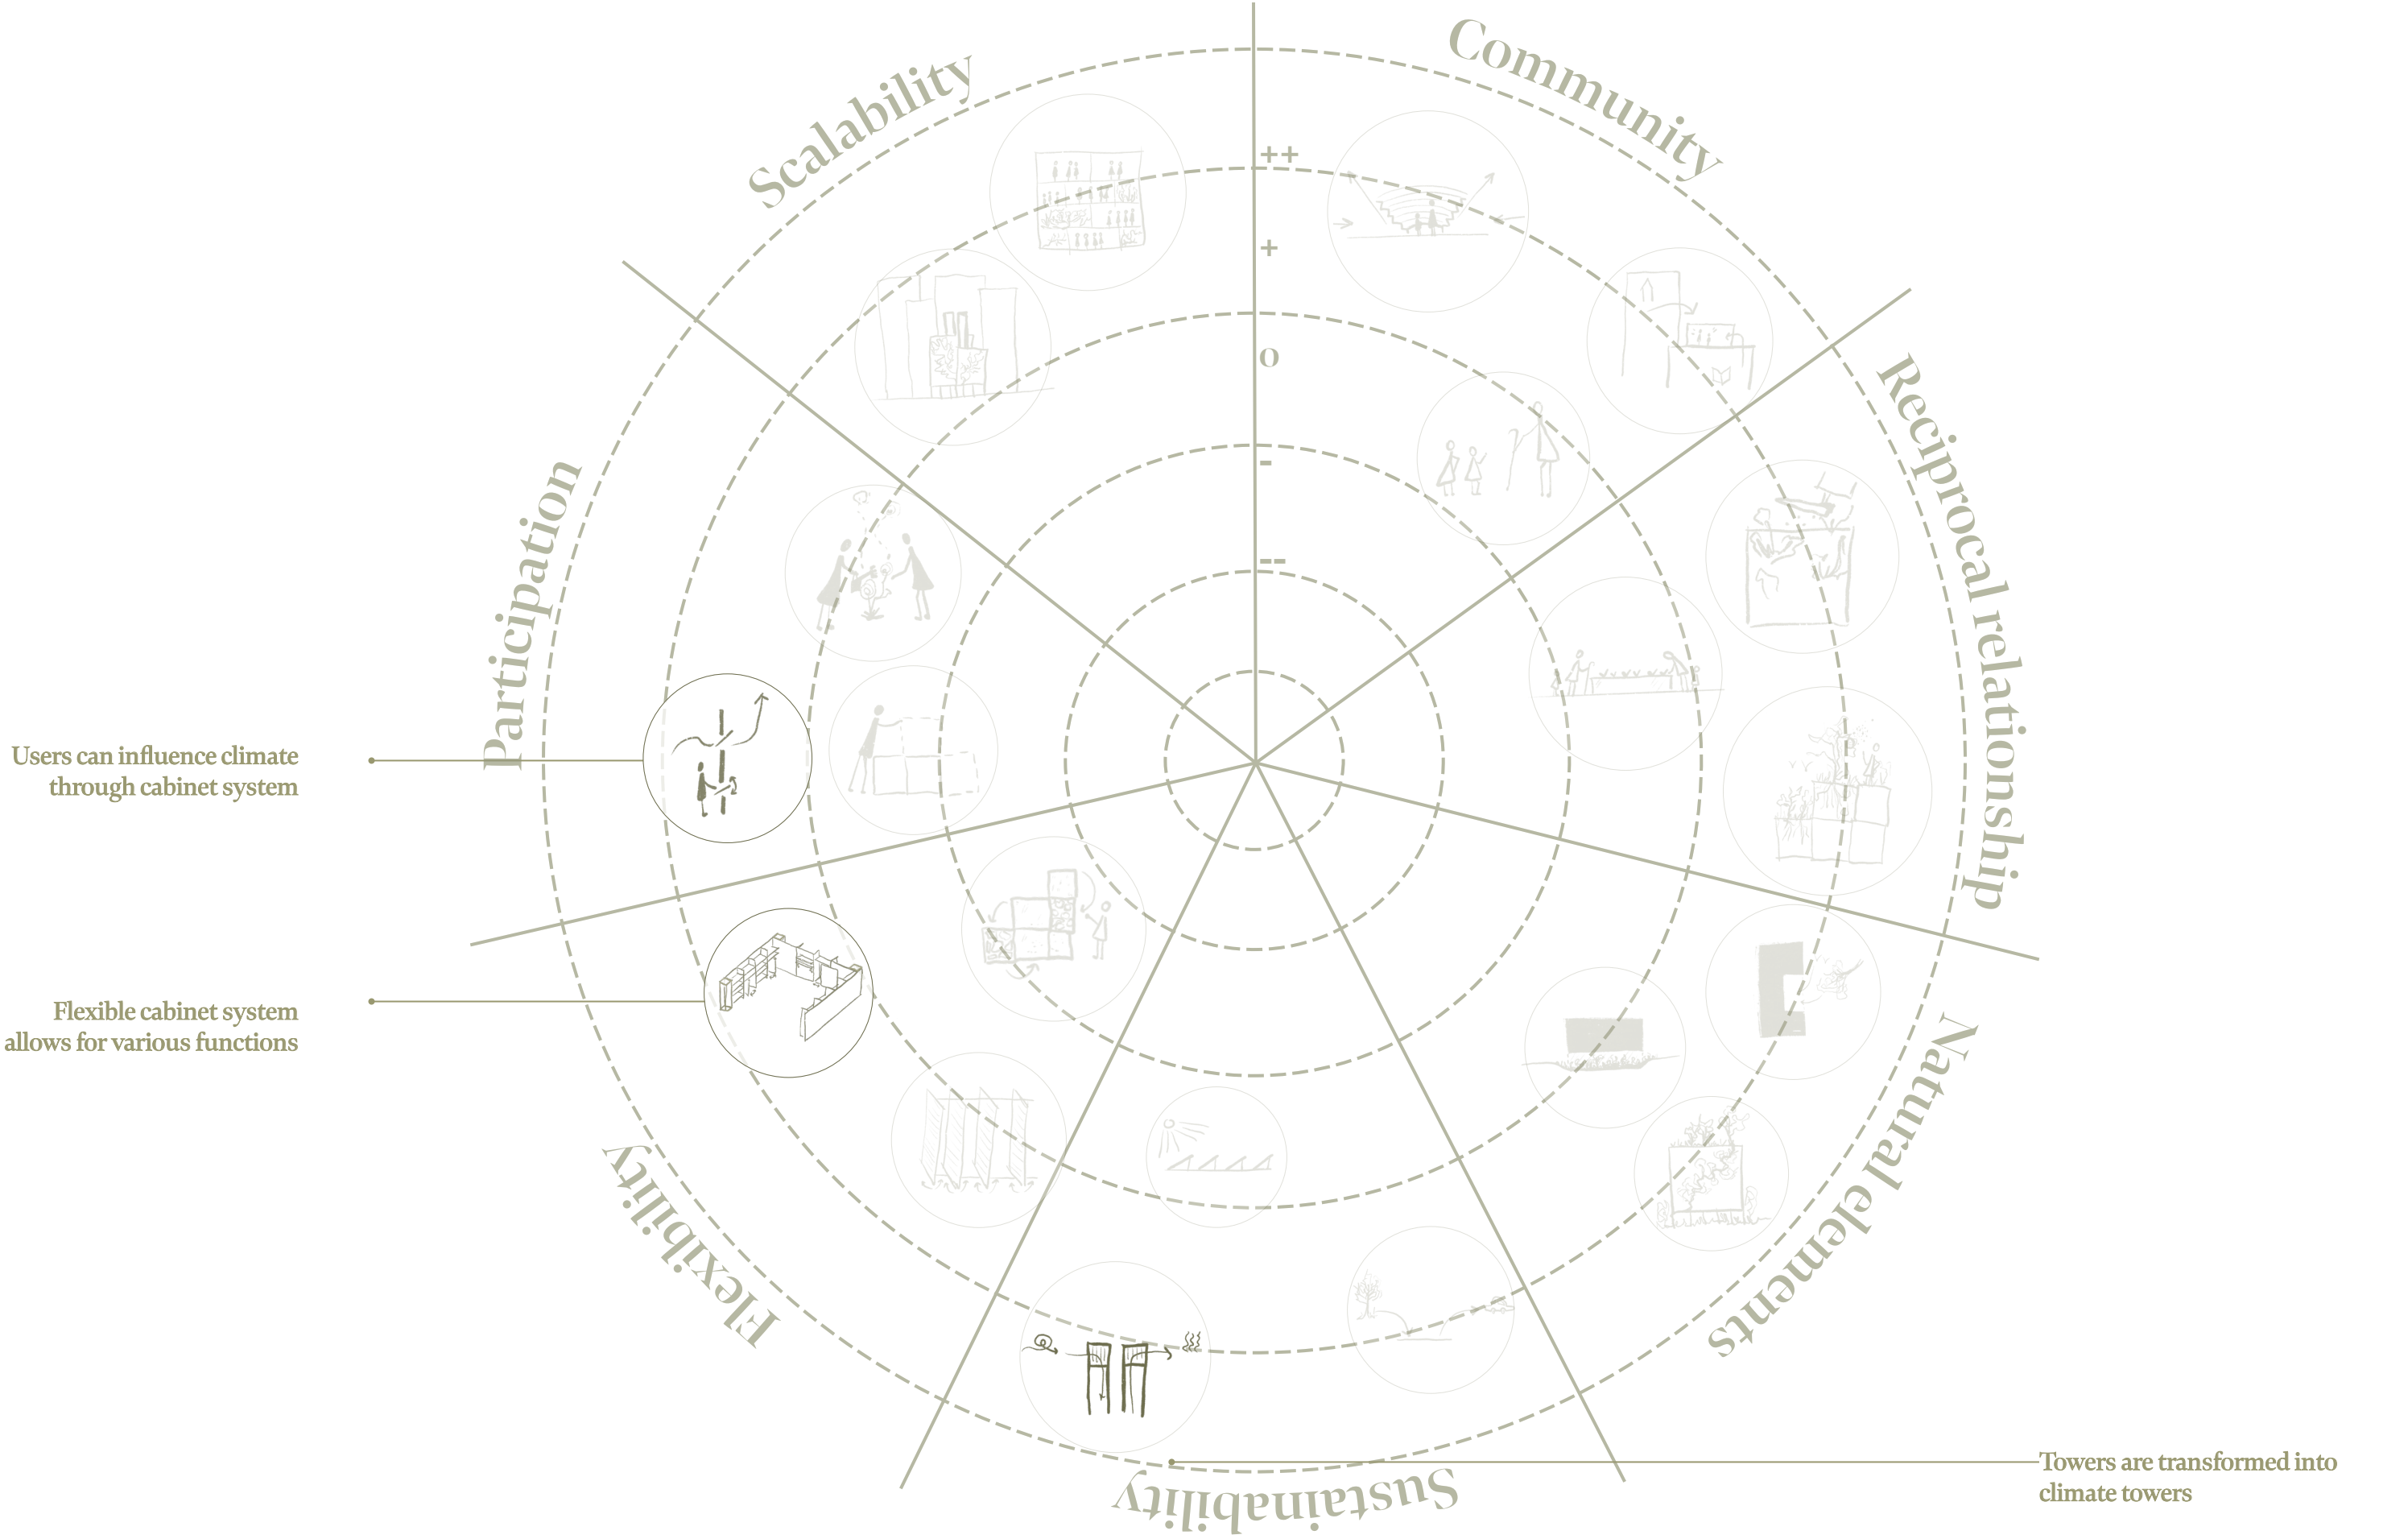 Community
Scalability
++
+
o
-
--
Reciprocal relationship
Participation
Users can influence climate
through cabinet system
Flexible cabinet system
allows for various functions
Natural elements
Flexibility
Sustainability
Towers are transformed into
climate towers